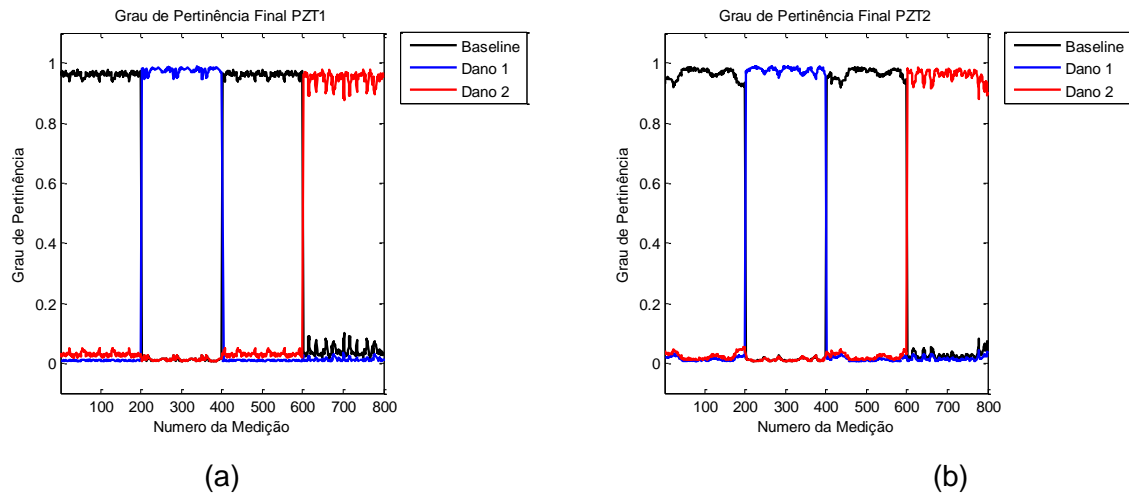 Grau de Pertinência Final PZT1
Baseline
Dano 1
Dano 2
Grau de Pertinência
1
0.8
0.6
0.4
0.2
0
100 200 300 400 500 600 700 800
Numero da Medição
(a)
Grau de Pertinência Final PZT2
Baseline
Dano 1
Dano 2
Grau de Pertinência
1
0.8
0.6
0.4
0.2
0
100 200 300 400 500 600 700 800
Numero da Medição
(b)